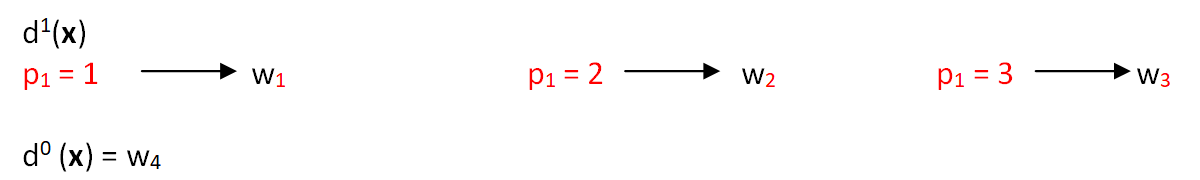 d¹(x)
p₁ = 1 ⟶ w₁ p₁ = 2 ⟶ w₂ p₁ = 3 ⟶ w₃
d⁰ (x) = w₄